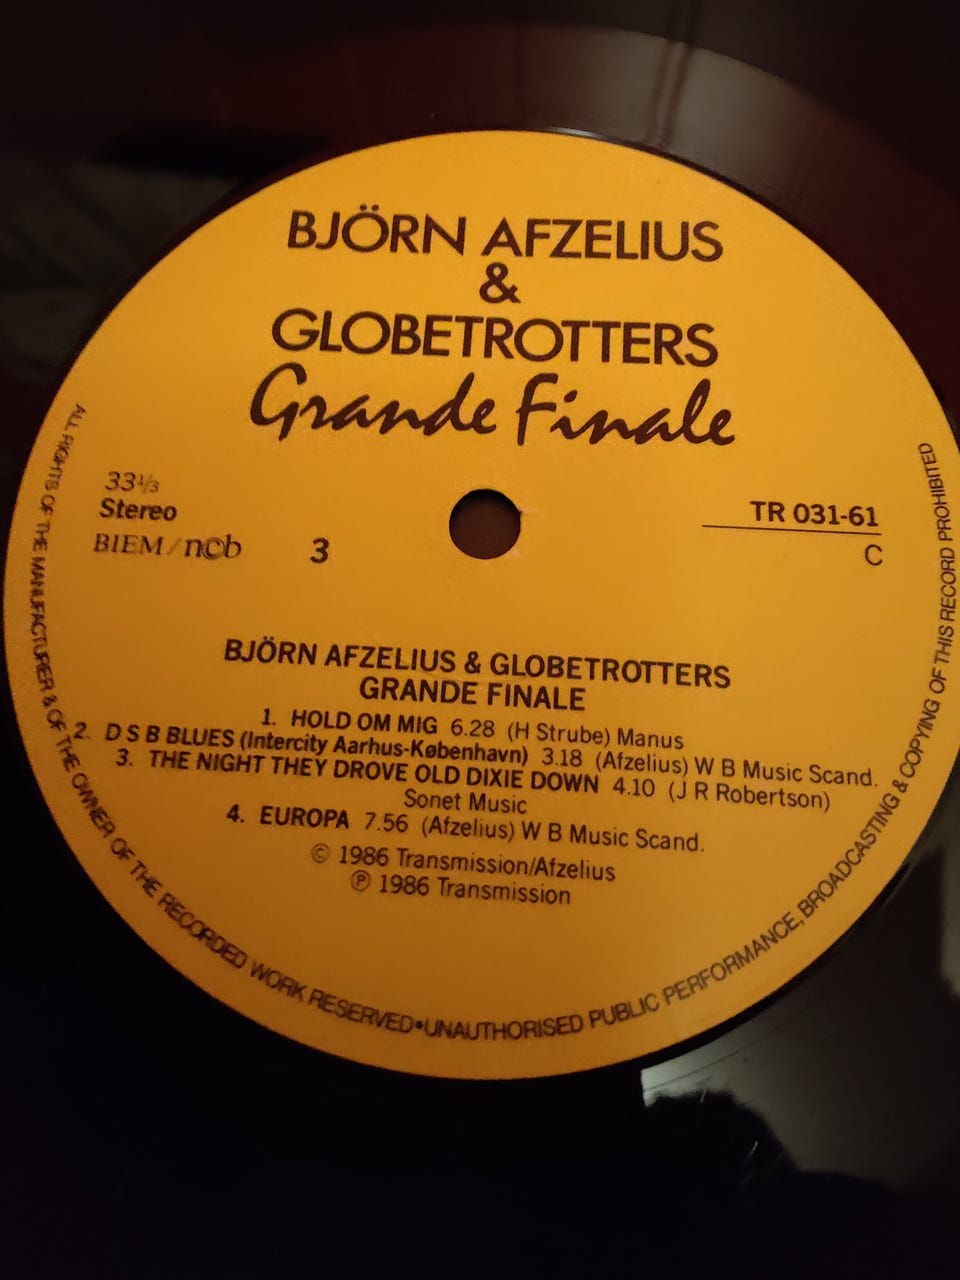 BJÖRN AFZELIUS
&
GLOBETROTTERS
Grande Finale
33⅓
Stereo
BIEM/ncb
3
TR 031-61
C
BJÖRN AFZELIUS & GLOBETROTTERS
GRANDE FINALE
1. HOLD OM MIG 6.28 (H Strube) Manus
2. D S B BLUES (Intercity Aarhus-København) 3.18 (Afzelius) W B Music Scand.
3. THE NIGHT THEY DROVE OLD DIXIE DOWN 4.10 (J R Robertson)
Sonet Music
4. EUROPA 7.56 (Afzelius) W B Music Scand.
© 1986 Transmission/Afzelius
℗ 1986 Transmission
ALL RIGHTS OF THE MANUFACTURER & OF THE OWNER OF THE RECORDED WORK RESERVED•UNAUTHORISED PUBLIC PERFORMANCE, BROADCASTING & COPYING OF THIS RECORD PROHIBITED